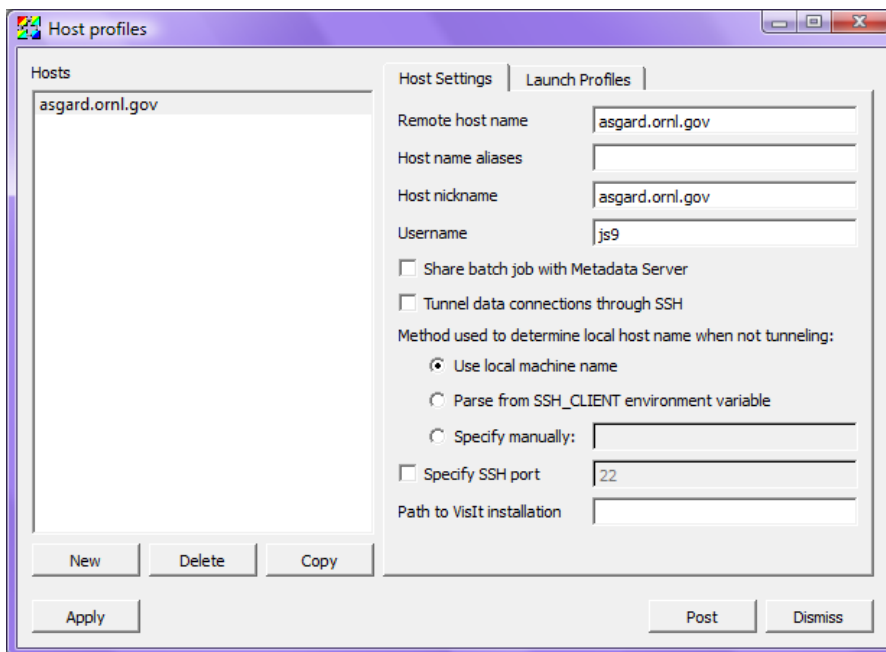 Host profiles
Hosts
asgard.ornl.gov
New
Delete
Copy
Host Settings
Launch Profiles
Remote host name
asgard.ornl.gov
Host name aliases
Host nickname
asgard.ornl.gov
Username
js9
Share batch job with Metadata Server
Tunnel data connections through SSH
Method used to determine local host name when not tunneling:
Use local machine name
Parse from SSH_CLIENT environment variable
Specify manually:
Specify SSH port
22
Path to VisIt installation
Apply
Post
Dismiss